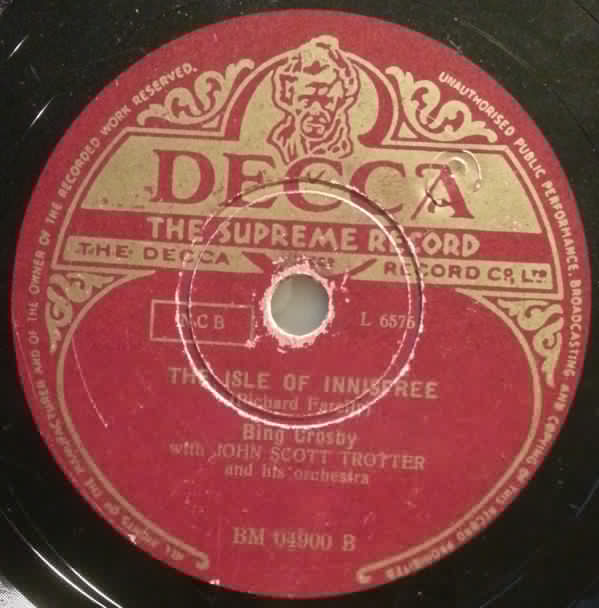 ALL RIGHTS OF THE MANUFACTURER AND OF THE OWNER OF THE RECORDED WORK RESERVED.
UNAUTHORISED PUBLIC PERFORMANCE, BROADCASTING AND COPYING OF THIS RECORD PROHIBITED
DECCA
THE SUPREME RECORD
THE DECCA RECORD CO., LTD
NCB L 6575
THE ISLE OF INNISFREE
(Richard Farelly)
Bing Crosby
with JOHN SCOTT TROTTER
and his orchestra
BM 04900 B